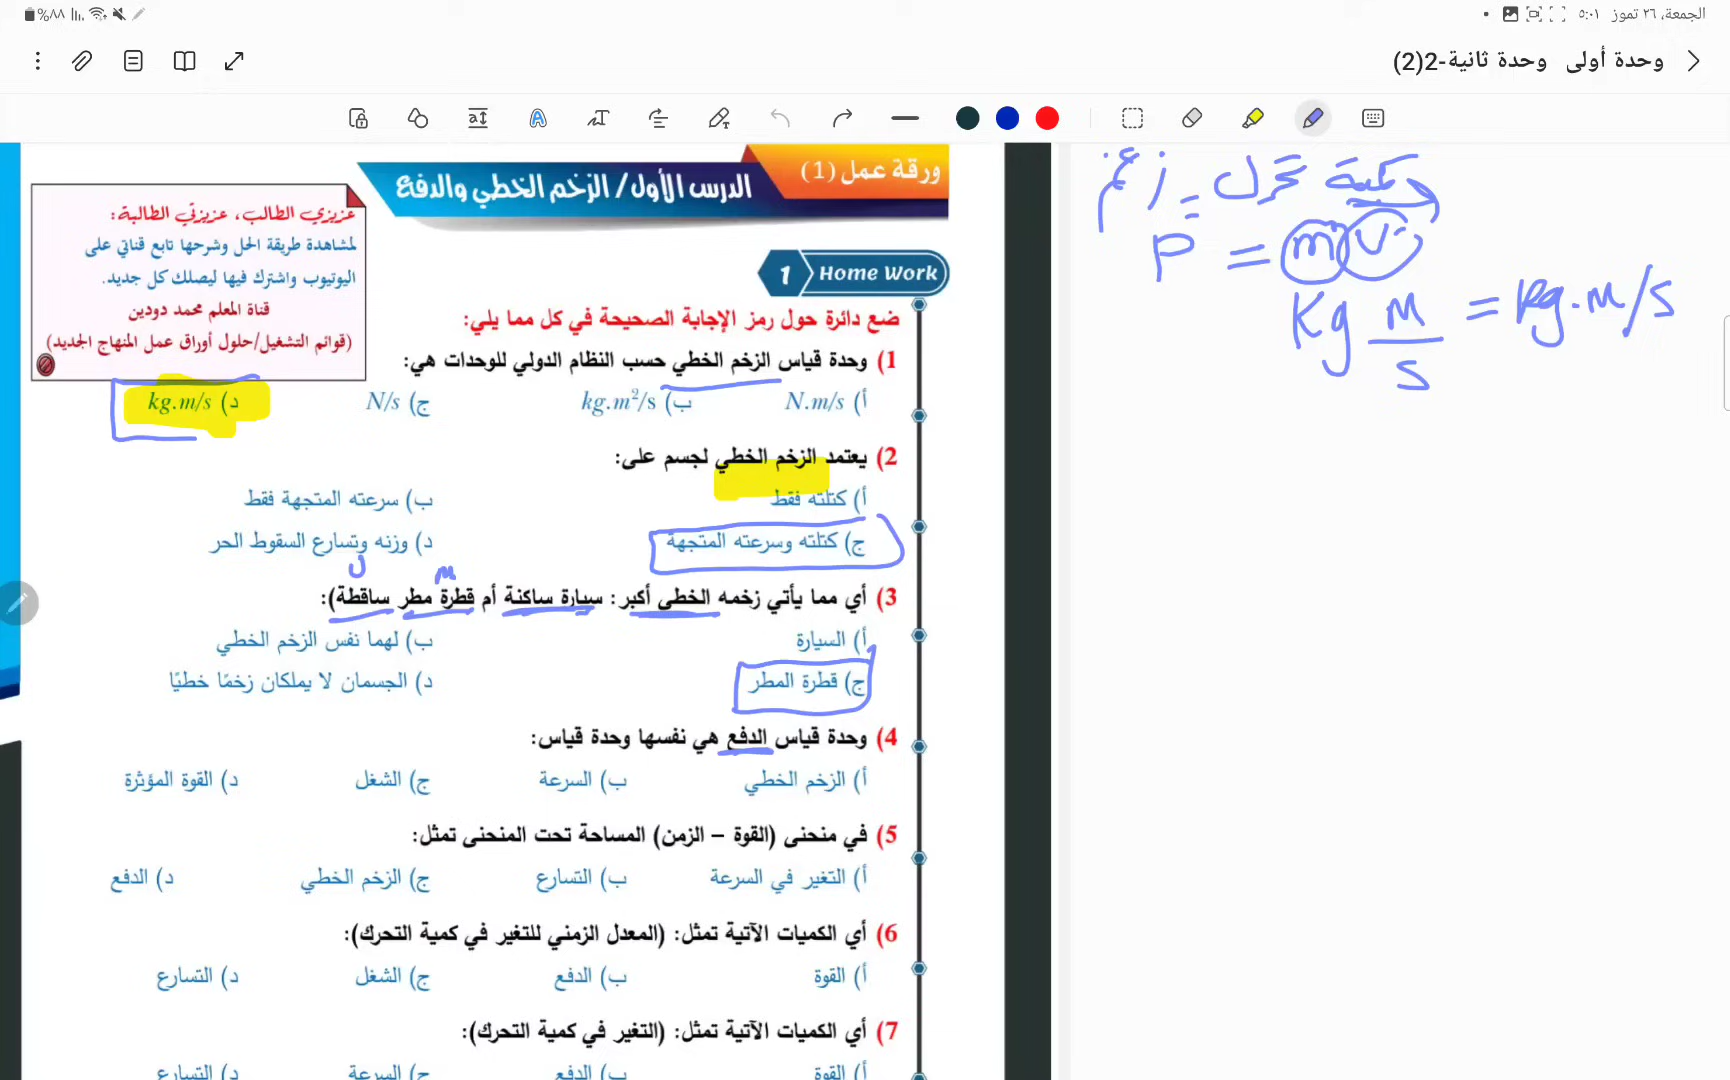 الجمعة، ٢٦ تموز ٥:٠١
%٨٨
وحدة أولى وحدة ثانية-2(2)
ورقة عمل (1)
الدرس الأول/ الزخم الخطي والدفع
عزيزي الطالب، عزيزتي الطالبة:
لمشاهدة طريقة الحل وشرحها تابع قناتي على
اليوتيوب واشترك فيها ليصلك كل جديد.
قناة المعلم محمد دودين
(قوائم التشغيل/حلول أوراق عمل المنهاج الجديد)
1 Home Work
ضع دائرة حول رمز الإجابة الصحيحة في كل مما يلي:
1) وحدة قياس الزخم الخطي حسب النظام الدولي للوحدات هي:
أ) N.m/s ب) kg.m²/s ج) N/s د) kg.m/s
2) يعتمد الزخم الخطي لجسم على:
أ) كتلته فقط ب) سرعته المتجهة فقط
ج) كتلته وسرعته المتجهة د) وزنه وتسارع السقوط الحر
υ m
3) أي مما يأتي زخمه الخطي أكبر: سيارة ساكنة أم قطرة مطر ساقطة):
أ) السيارة ب) لهما نفس الزخم الخطي
ج) قطرة المطر د) الجسمان لا يملكان زخمًا خطيًا
4) وحدة قياس الدفع هي نفسها وحدة قياس:
أ) الزخم الخطي ب) السرعة ج) الشغل د) القوة المؤثرة
5) في منحنى (القوة – الزمن) المساحة تحت المنحنى تمثل:
أ) التغير في السرعة ب) التسارع ج) الزخم الخطي د) الدفع
6) أي الكميات الآتية تمثل: (المعدل الزمني للتغير في كمية التحرك):
أ) القوة ب) الدفع ج) الشغل د) التسارع
7) أي الكميات الآتية تمثل: (التغير في كمية التحرك):
أ) القوة ب) الدفع ج) السرعة د) التسارع
كمية تحرك = زخم
P = m υ
kg m/s = kg.m/s